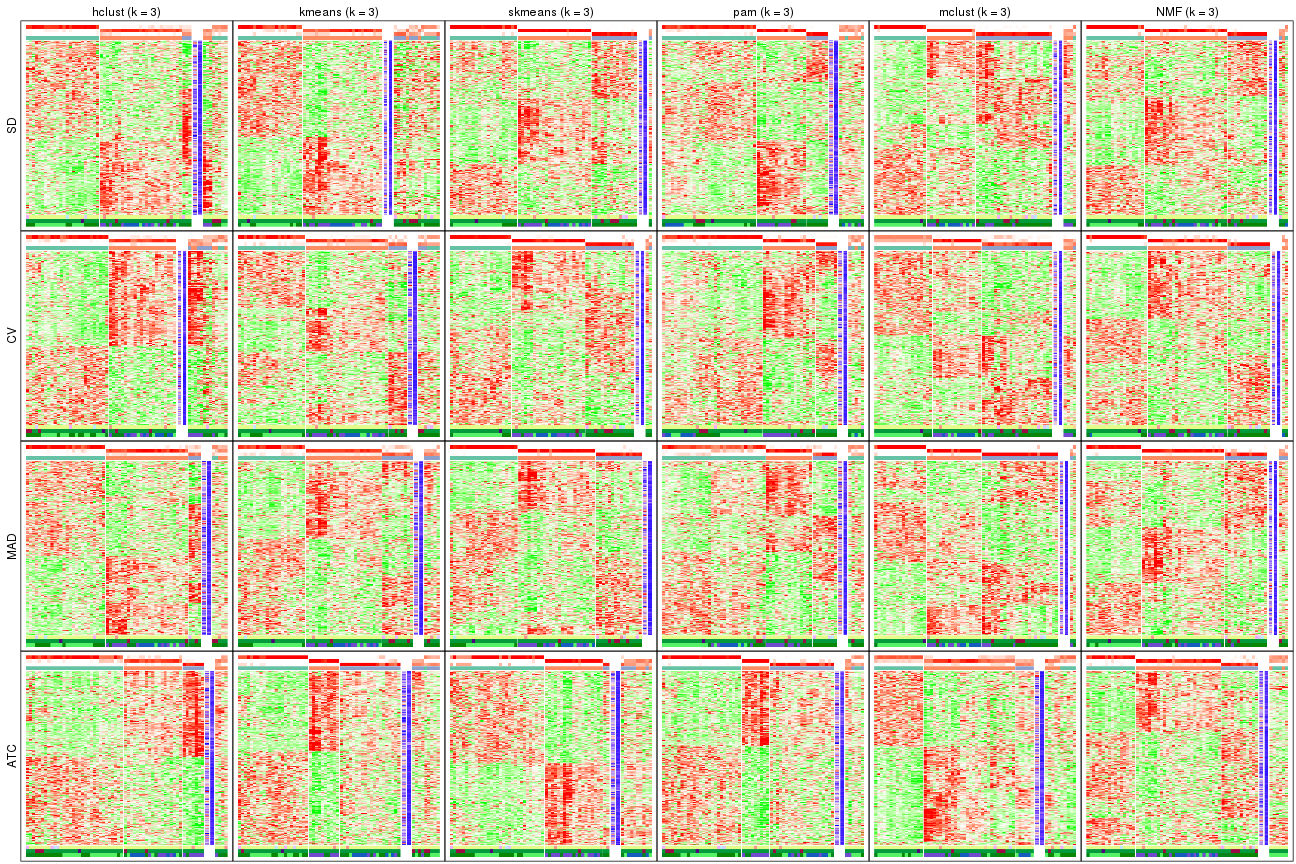 hclust (k = 3) kmeans (k = 3) skmeans (k = 3) pam (k = 3) mclust (k = 3) NMF (k = 3)
SD
CV
MAD
ATC